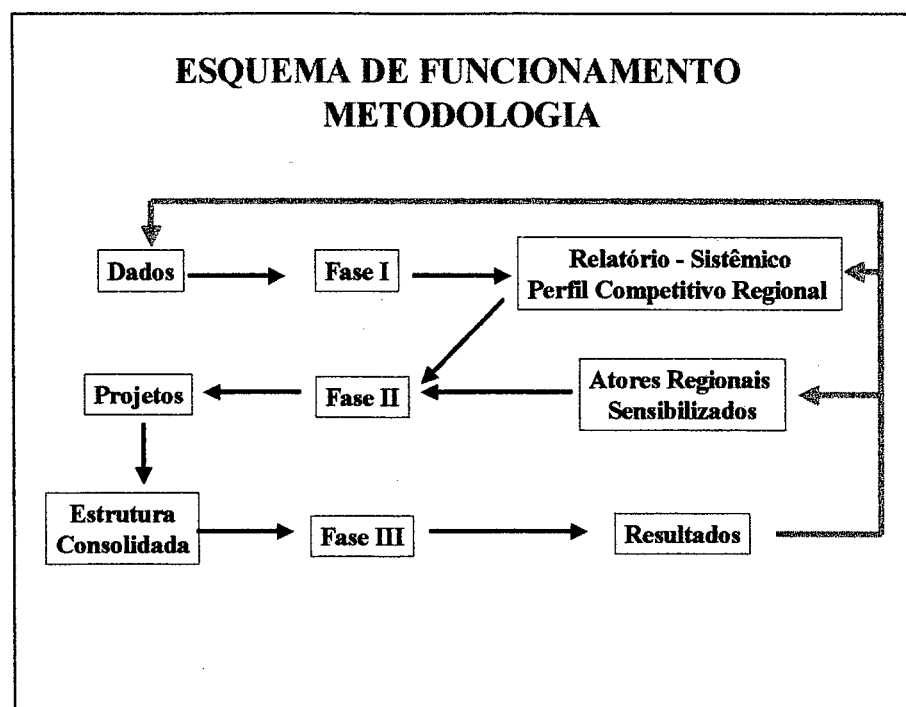 ESQUEMA DE FUNCIONAMENTO
METODOLOGIA
Dados
Fase I
Relatório - Sistêmico
Perfil Competitivo Regional
Projetos
Fase II
Atores Regionais
Sensibilizados
Estrutura
Consolidada
Fase III
Resultados